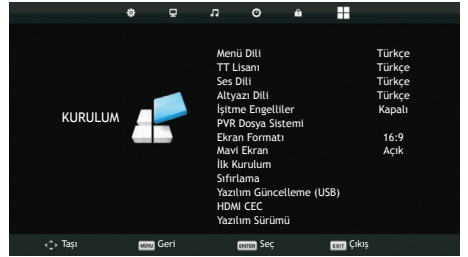 KURULUM
Menü Dili Türkçe
TT Lisanı Türkçe
Ses Dili Türkçe
Altyazı Dili Türkçe
İşitme Engelliler Kapalı
PVR Dosya Sistemi
Ekran Formatı 16:9
Mavi Ekran Açık
İlk Kurulum
Sıfırlama
Yazılım Güncelleme (USB)
HDMI CEC
Yazılım Sürümü
Taşı MENU Geri ENTER Seç EXIT Çıkış